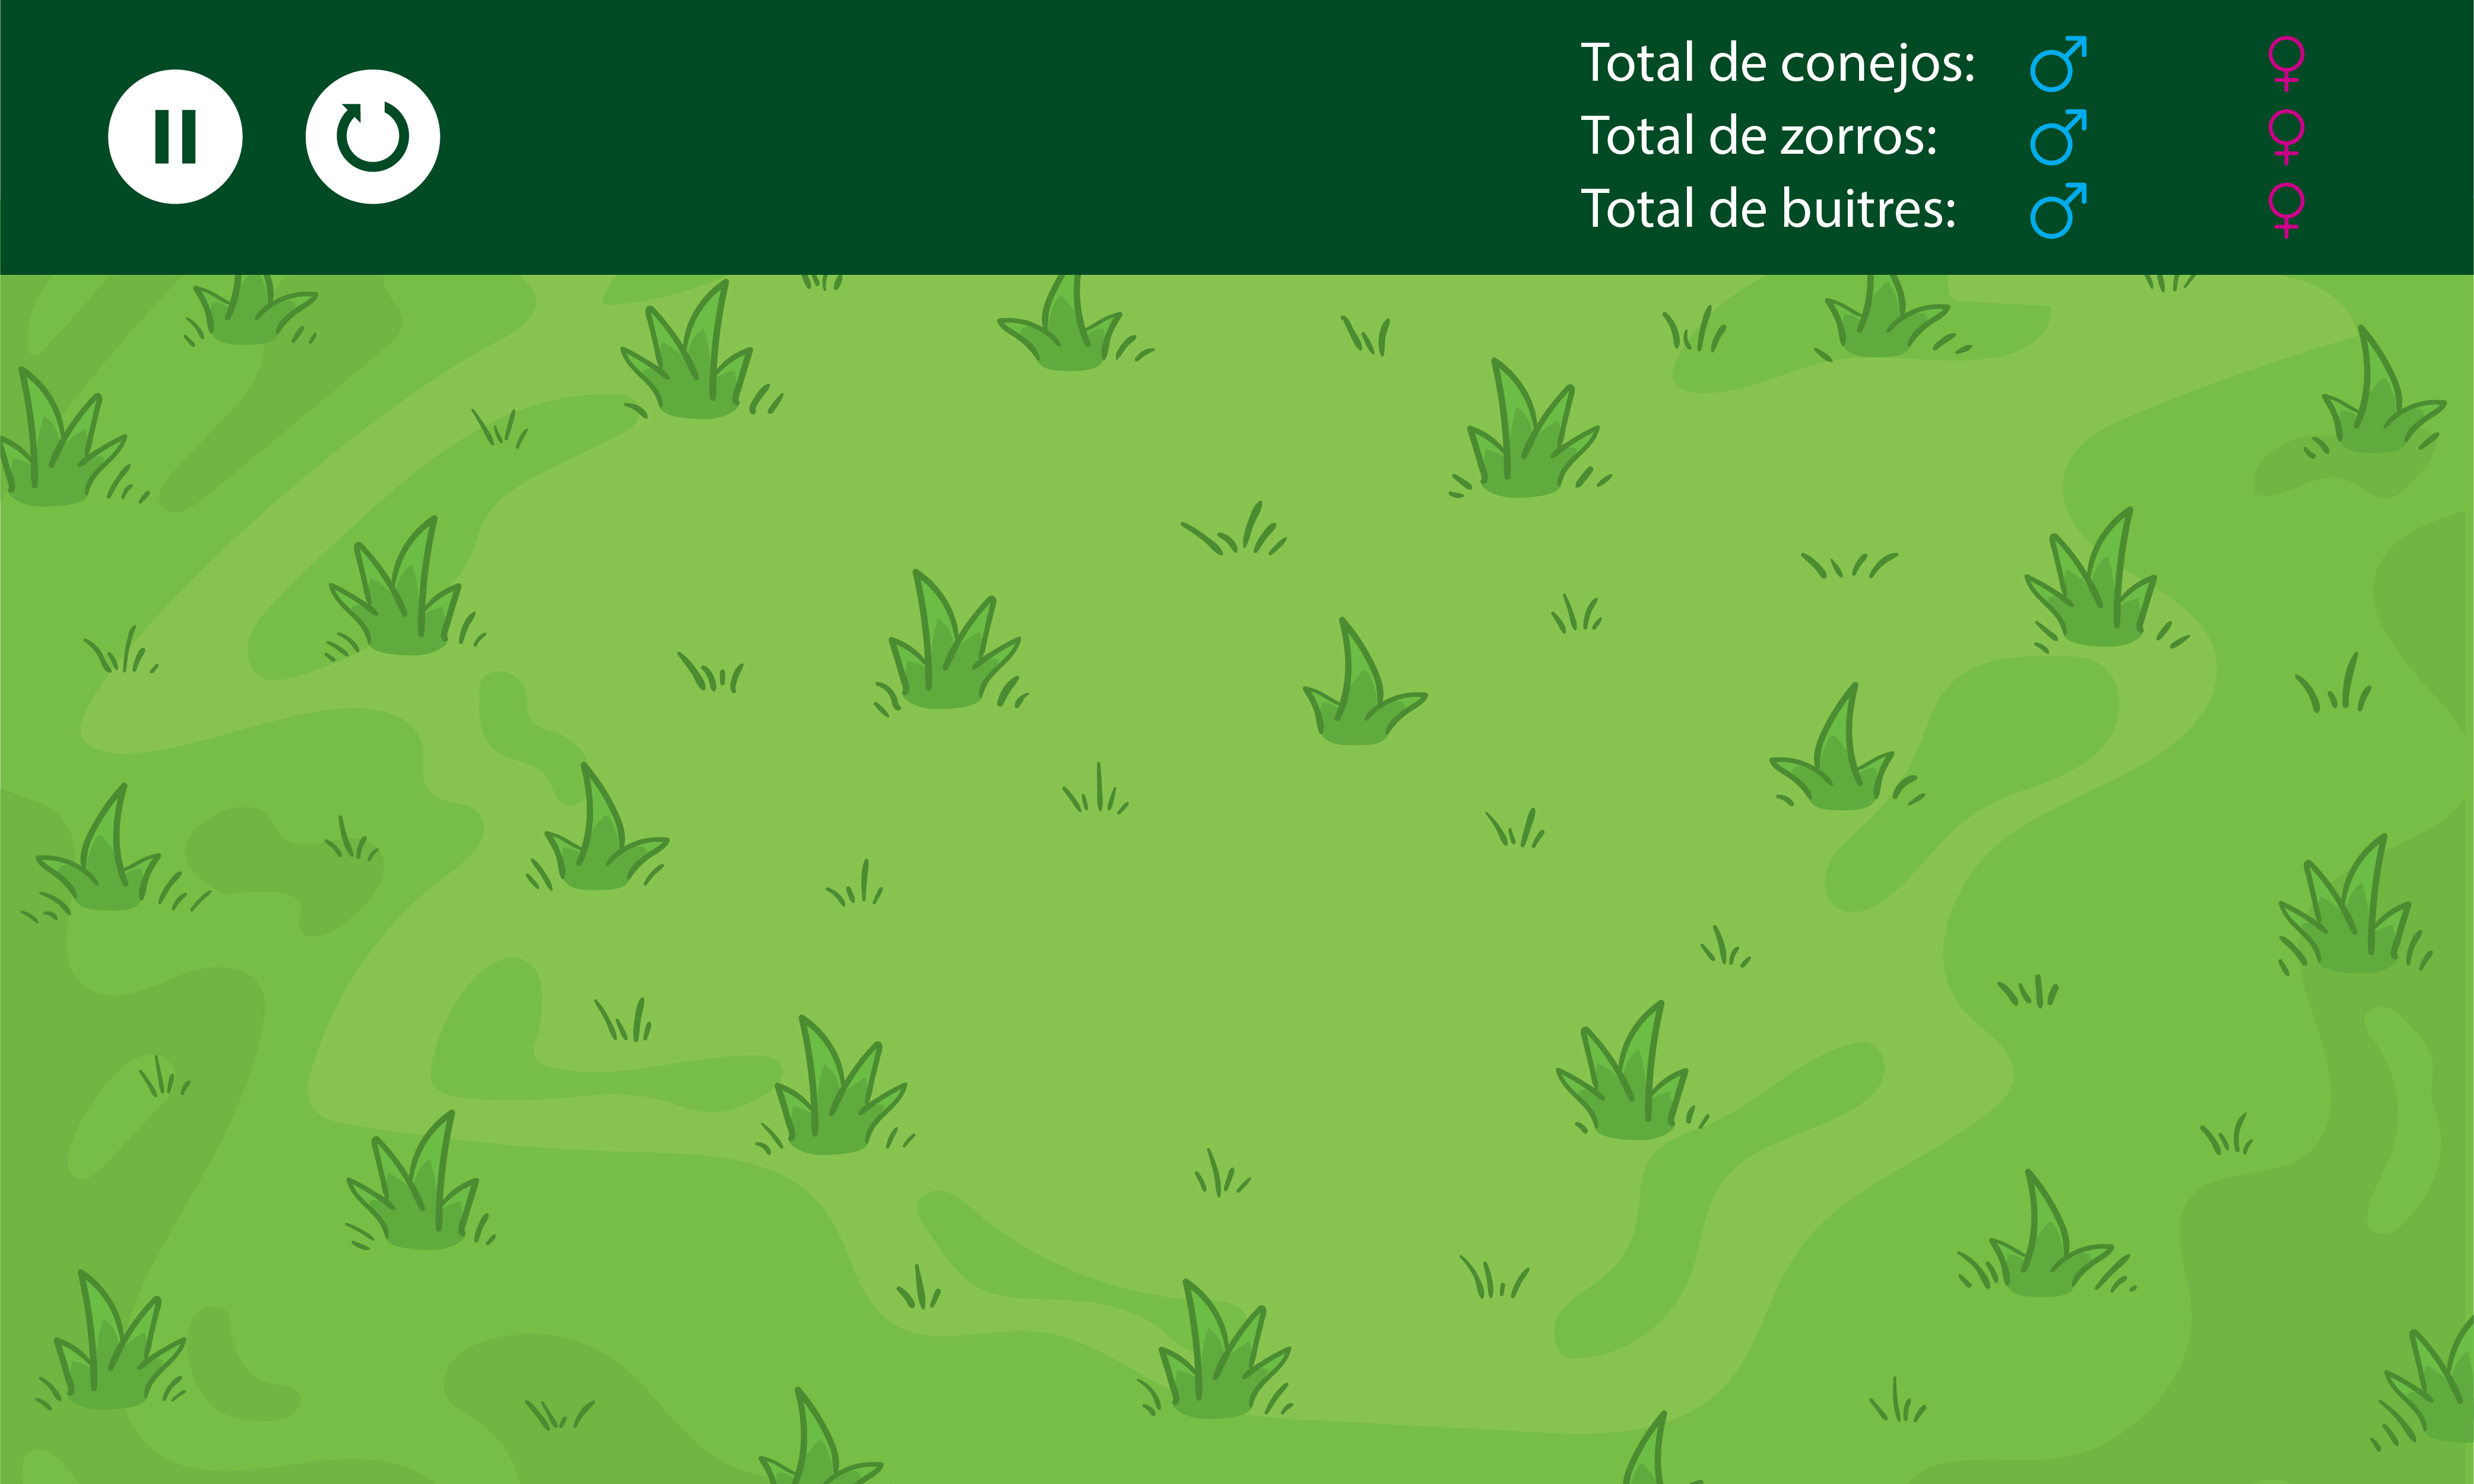 Total de conejos: ♂ ♀
Total de zorros: ♂ ♀
Total de buitres: ♂ ♀